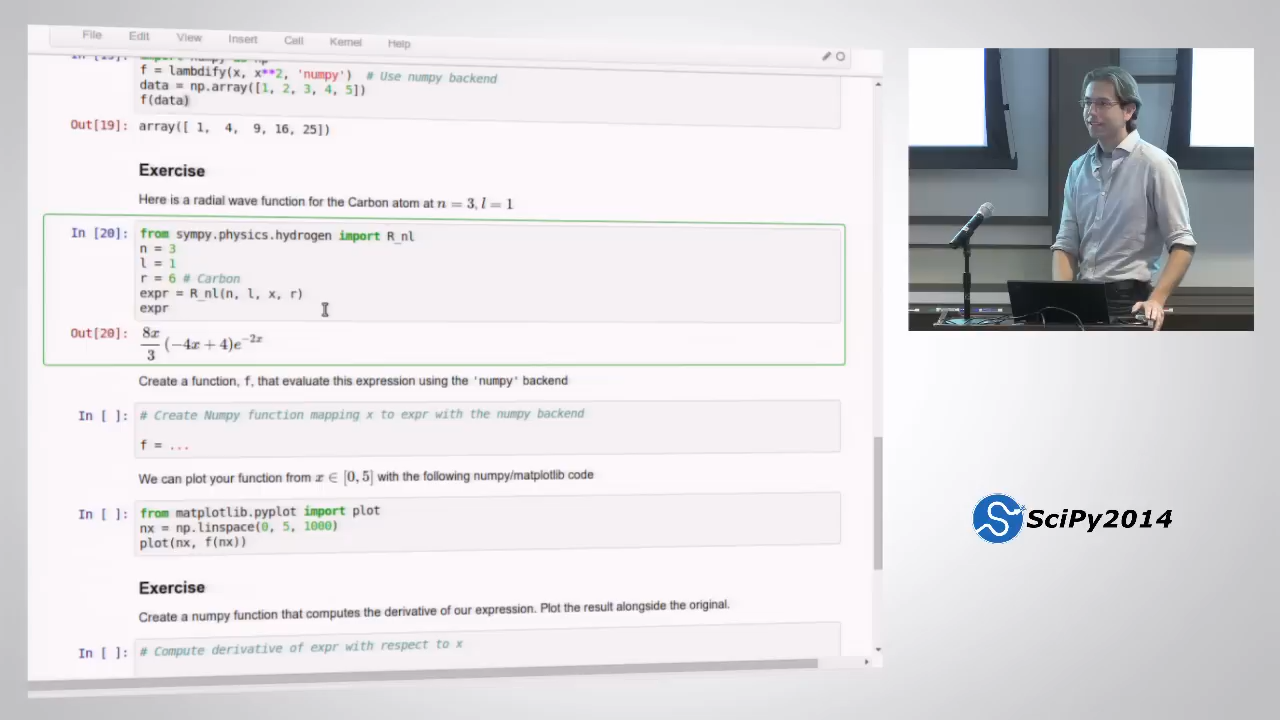 File Edit View Insert Cell Kernel Help
In [19]: import numpy as np
f = lambdify(x, x**2, 'numpy') # Use numpy backend
data = np.array([1, 2, 3, 4, 5])
f(data)
Out[19]: array([ 1, 4, 9, 16, 25])
Exercise
Here is a radial wave function for the Carbon atom at n = 3, l = 1
In [20]: from sympy.physics.hydrogen import R_nl
n = 3
l = 1
r = 6 # Carbon
expr = R_nl(n, l, x, r)
expr
Out[20]: 8x/3 (−4x + 4)e^−2x
Create a function, f, that evaluate this expression using the 'numpy' backend
In [ ]: # Create Numpy function mapping x to expr with the numpy backend
f = ...
We can plot your function from x ∈ [0, 5] with the following numpy/matplotlib code
In [ ]: from matplotlib.pyplot import plot
nx = np.linspace(0, 5, 1000)
plot(nx, f(nx))
Exercise
Create a numpy function that computes the derivative of our expression. Plot the result alongside the original.
In [ ]: # Compute derivative of expr with respect to x
SciPy2014